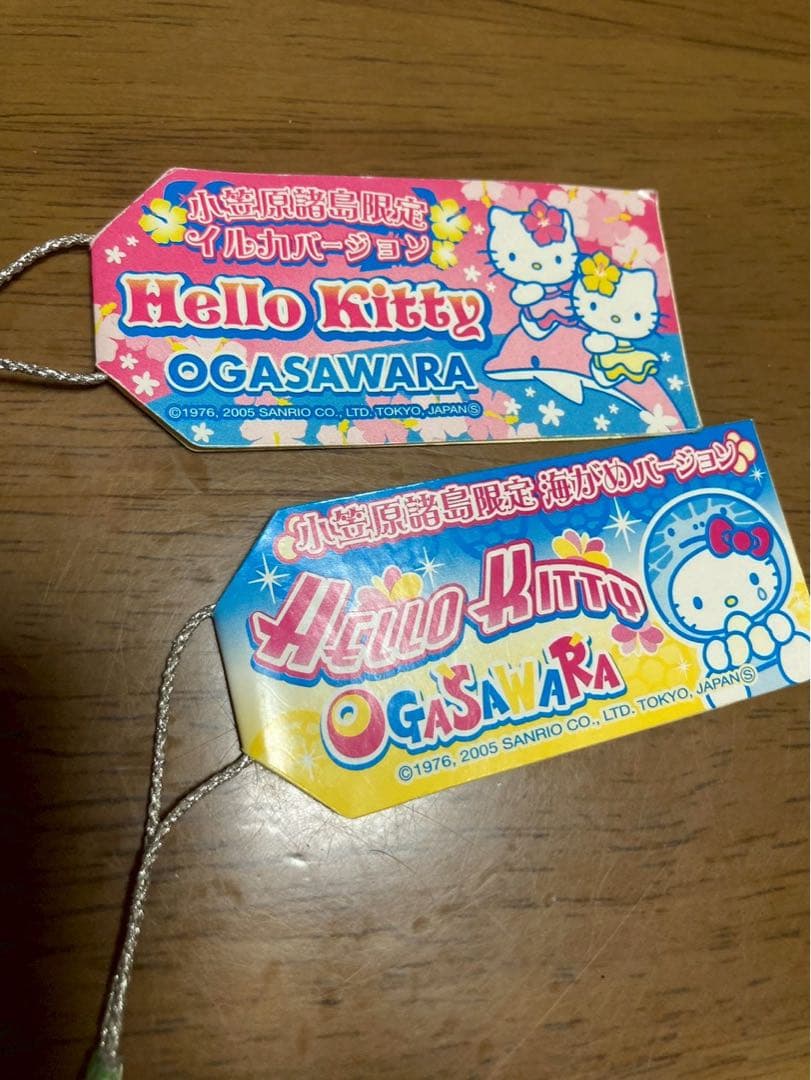 小笠原諸島限定
イルカバージョン
Hello Kitty
OGASAWARA
©1976, 2005 SANRIO CO., LTD. TOKYO, JAPANⓈ
小笠原諸島限定 海がめバージョン
HELLO KITTY
OGASAWARA
©1976, 2005 SANRIO CO., LTD. TOKYO, JAPANⓈ